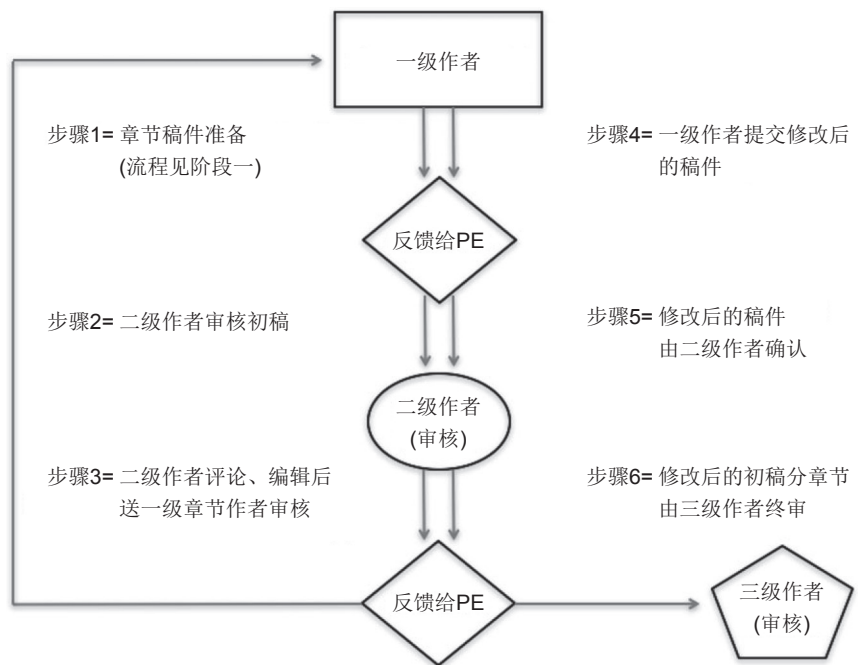 一级作者
步骤1= 章节稿件准备
(流程见阶段一)
步骤4= 一级作者提交修改后
的稿件
反馈给PE
步骤2= 二级作者审核初稿
步骤5= 修改后的稿件
由二级作者确认
二级作者
(审核)
步骤3= 二级作者评论、编辑后
送一级章节作者审核
步骤6= 修改后的初稿分章节
由三级作者终审
反馈给PE
三级作者
(审核)